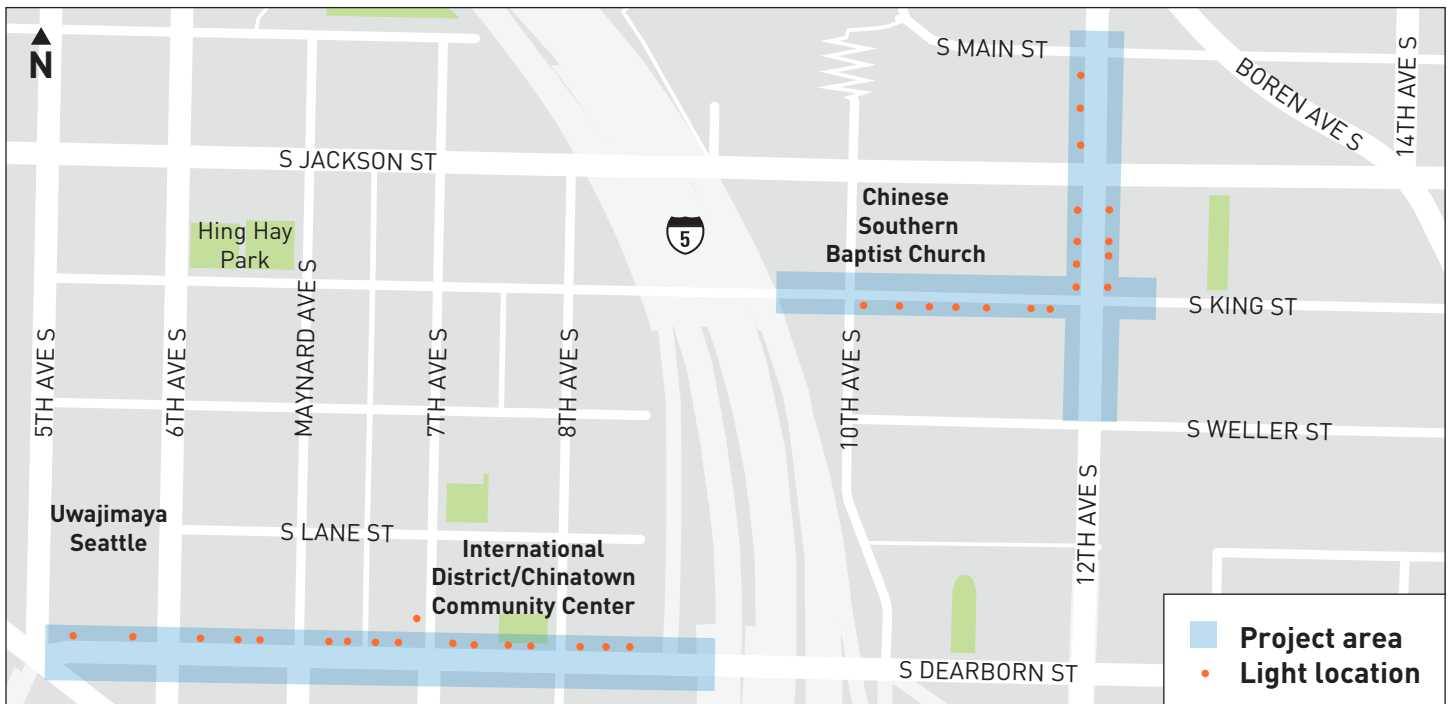 N
S MAIN ST
BOREN AVE S
14TH AVE S
S JACKSON ST
Hing Hay
Park
5
Chinese
Southern
Baptist Church
MAYNARD AVE S
S KING ST
5TH AVE S
6TH AVE S
7TH AVE S
8TH AVE S
10TH AVE S
S WELLER ST
12TH AVE S
Uwajimaya
Seattle
S LANE ST
International
District/Chinatown
Community Center
S DEARBORN ST
Project area
Light location